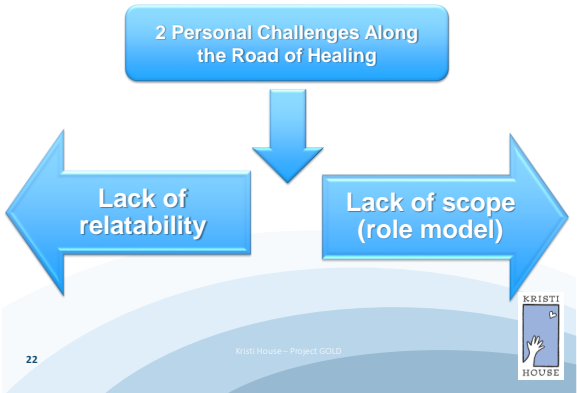 2 Personal Challenges Along
the Road of Healing
Lack of
relatability
Lack of scope
(role model)
KRISTI
HOUSE
Kristi House – Project GOLD
22